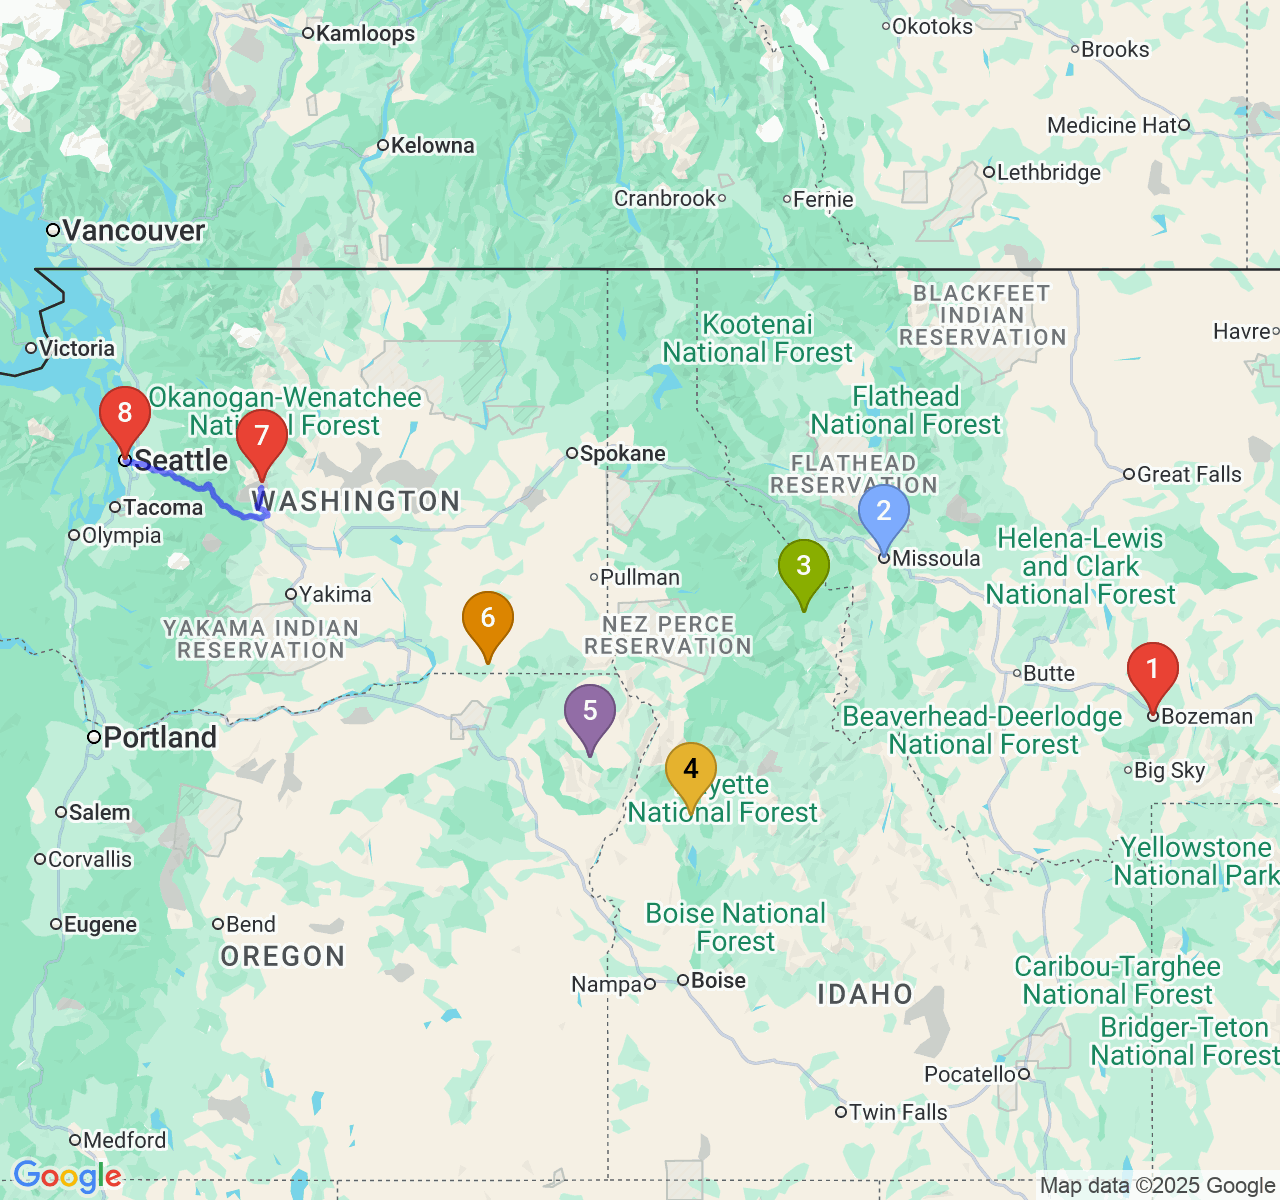 Kamloops
Okotoks
Brooks
Medicine Hat
Kelowna
Lethbridge
Cranbrook
Fernie
Vancouver
BLACKFEET
INDIAN
RESERVATION
Kootenai
National Forest
Havre
Victoria
Okanogan-Wenatchee
National Forest
Flathead
National Forest
8
7
Seattle
Spokane
FLATHEAD
RESERVATION
Great Falls
WASHINGTON
Tacoma
Olympia
2
Missoula
Helena-Lewis
and Clark
National Forest
3
Pullman
Yakima
YAKAMA INDIAN
RESERVATION
6
NEZ PERCE
RESERVATION
1
Butte
Bozeman
5
Beaverhead-Deerlodge
National Forest
Portland
4
yette
National Forest
Big Sky
Salem
Corvallis
Yellowstone
National Park
Eugene
Bend
OREGON
Boise National
Forest
Nampa
Boise
IDAHO
Caribou-Targhee
National Forest
Bridger-Teton
National Forest
Pocatello
Twin Falls
Medford
Google
Map data ©2025 Google